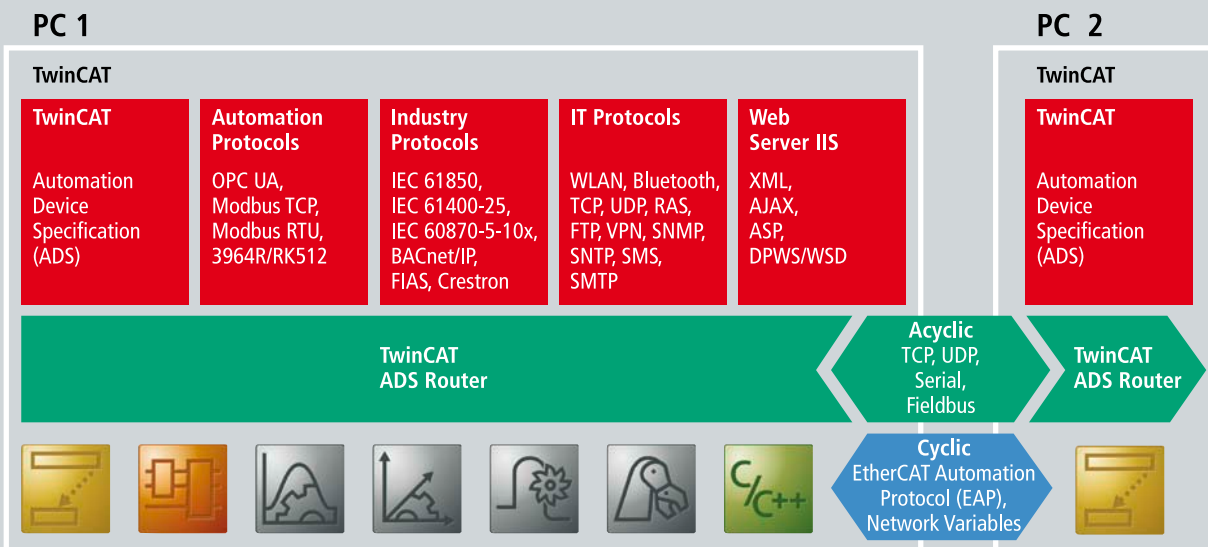 PC 1
PC 2
TwinCAT
TwinCAT
TwinCAT
Automation
Device
Specification
(ADS)
Automation
Protocols
OPC UA,
Modbus TCP,
Modbus RTU,
3964R/RK512
Industry
Protocols
IEC 61850,
IEC 61400-25,
IEC 60870-5-10x,
BACnet/IP,
FIAS, Crestron
IT Protocols
WLAN, Bluetooth,
TCP, UDP, RAS,
FTP, VPN, SNMP,
SNTP, SMS,
SMTP
Web
Server IIS
XML,
AJAX,
ASP,
DPWS/WSD
TwinCAT
Automation
Device
Specification
(ADS)
TwinCAT
ADS Router
Acyclic
TCP, UDP,
Serial,
Fieldbus
TwinCAT
ADS Router
C/C++
Cyclic
EtherCAT Automation
Protocol (EAP),
Network Variables